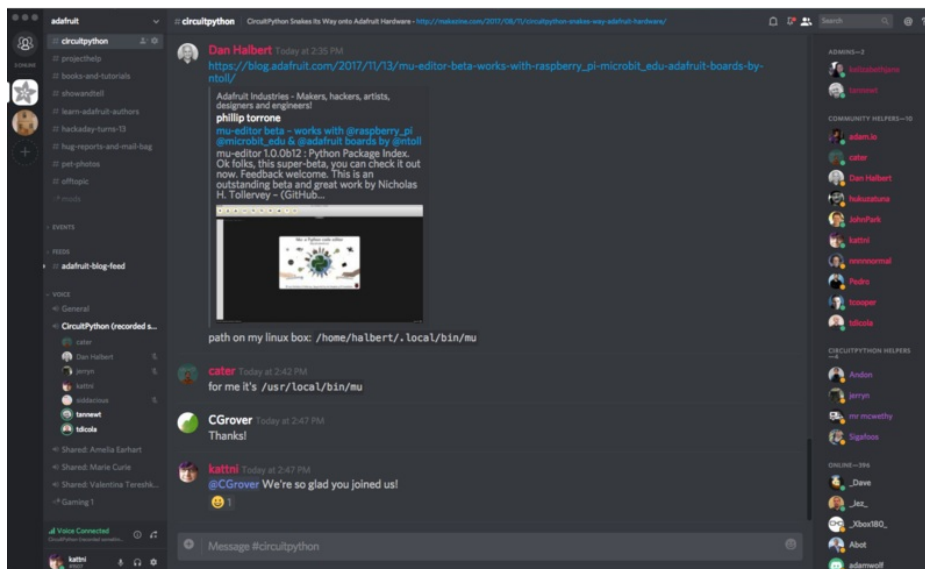 adafruit
# circuitpython
CircuitPython Snakes Its Way onto Adafruit Hardware - http://makezine.com/2017/08/11/circuitpython-snakes-way-adafruit-hardware/
Search
# circuitpython
# projecthelp
# books-and-tutorials
# showandtell
# learn-adafruit-authors
# hackaday-turns-13
# hug-reports-and-mail-bag
# pet-photos
# offtopic
mods
EVENTS
FEEDS
# adafruit-blog-feed
VOICE
General
CircuitPython (recorded s...
cater
Dan Halbert
jerryn
kattni
siddacious
tannewt
tdicola
Shared: Amelia Earhart
Shared: Marie Curie
Shared: Valentina Tereshk...
Gaming 1
Voice Connected
kattni
Dan Halbert Today at 2:35 PM
https://blog.adafruit.com/2017/11/13/mu-editor-beta-works-with-raspberry_pi-microbit_edu-adafruit-boards-by-
ntoll/
Adafruit Industries - Makers, hackers, artists,
designers and engineers!
phillip torrone
mu-editor beta – works with @raspberry_pi
@microbit_edu & @adafruit boards by @ntoll
mu-editor 1.0.0b12 : Python Package Index.
Ok folks, this super-beta, you can check it out
now. Feedback welcome. This is an
outstanding beta and great work by Nicholas
H. Tollervey – (GitHub...
path on my linux box: /home/halbert/.local/bin/mu
cater Today at 2:42 PM
for me it's /usr/local/bin/mu
CGrover Today at 2:47 PM
Thanks!
kattni Today at 2:47 PM
@CGrover We're so glad you joined us!
1
Message #circuitpython
ADMINS—2
tannewt
COMMUNITY HELPERS—10
adam.io
cater
Dan Halbert
hukuzatuna
JohnPark
kattni
Pedro
tcooper
tdicola
CIRCUITPYTHON HELPERS
—4
Andon
jerryn
mr mcwethy
Sigafoos
ONLINE—396
_Dave
_Jez_
_Xbox180_
Abot
adamwolf